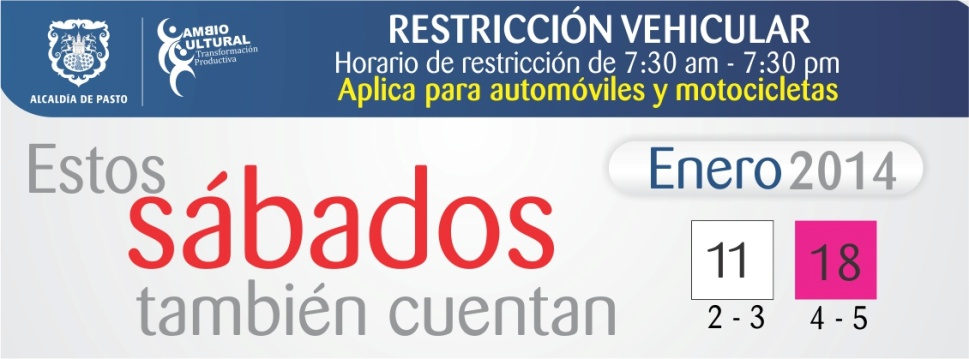 ALCALDÍA DE PASTO
CAMBIO
CULTURAL
Transformación
Productiva
RESTRICCIÓN VEHICULAR
Horario de restricción de 7:30 am - 7:30 pm
Aplica para automóviles y motocicletas
Estos
sábados
también cuentan
Enero 2014
11 18
2 - 3 4 - 5